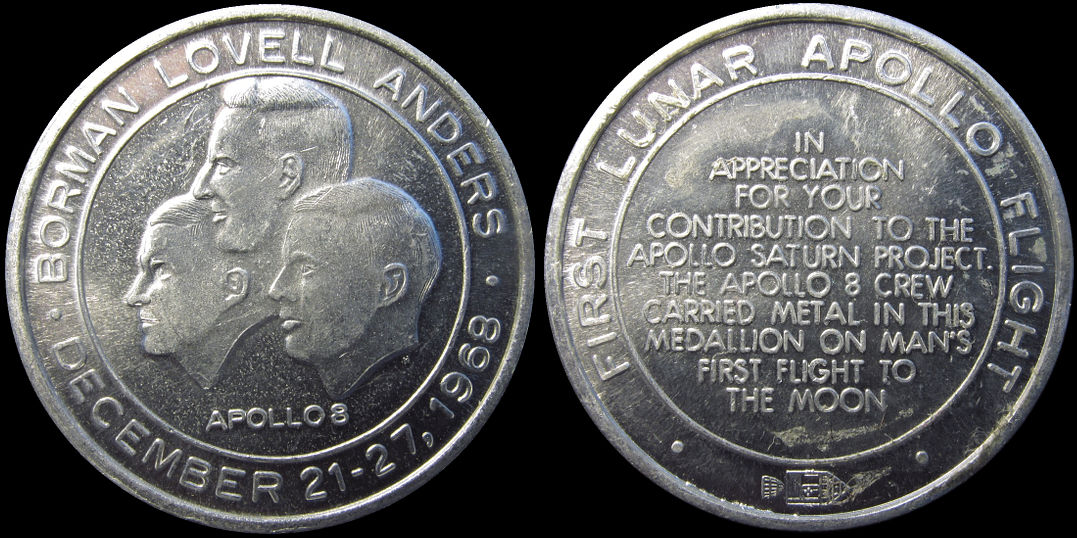 · BORMAN LOVELL ANDERS ·
DECEMBER 21-27, 1968
APOLLO 8
FIRST LUNAR APOLLO FLIGHT
IN
APPRECIATION
FOR YOUR
CONTRIBUTION TO THE
APOLLO SATURN PROJECT.
THE APOLLO 8 CREW
CARRIED METAL IN THIS
MEDALLION ON MAN'S
FIRST FLIGHT TO
THE MOON